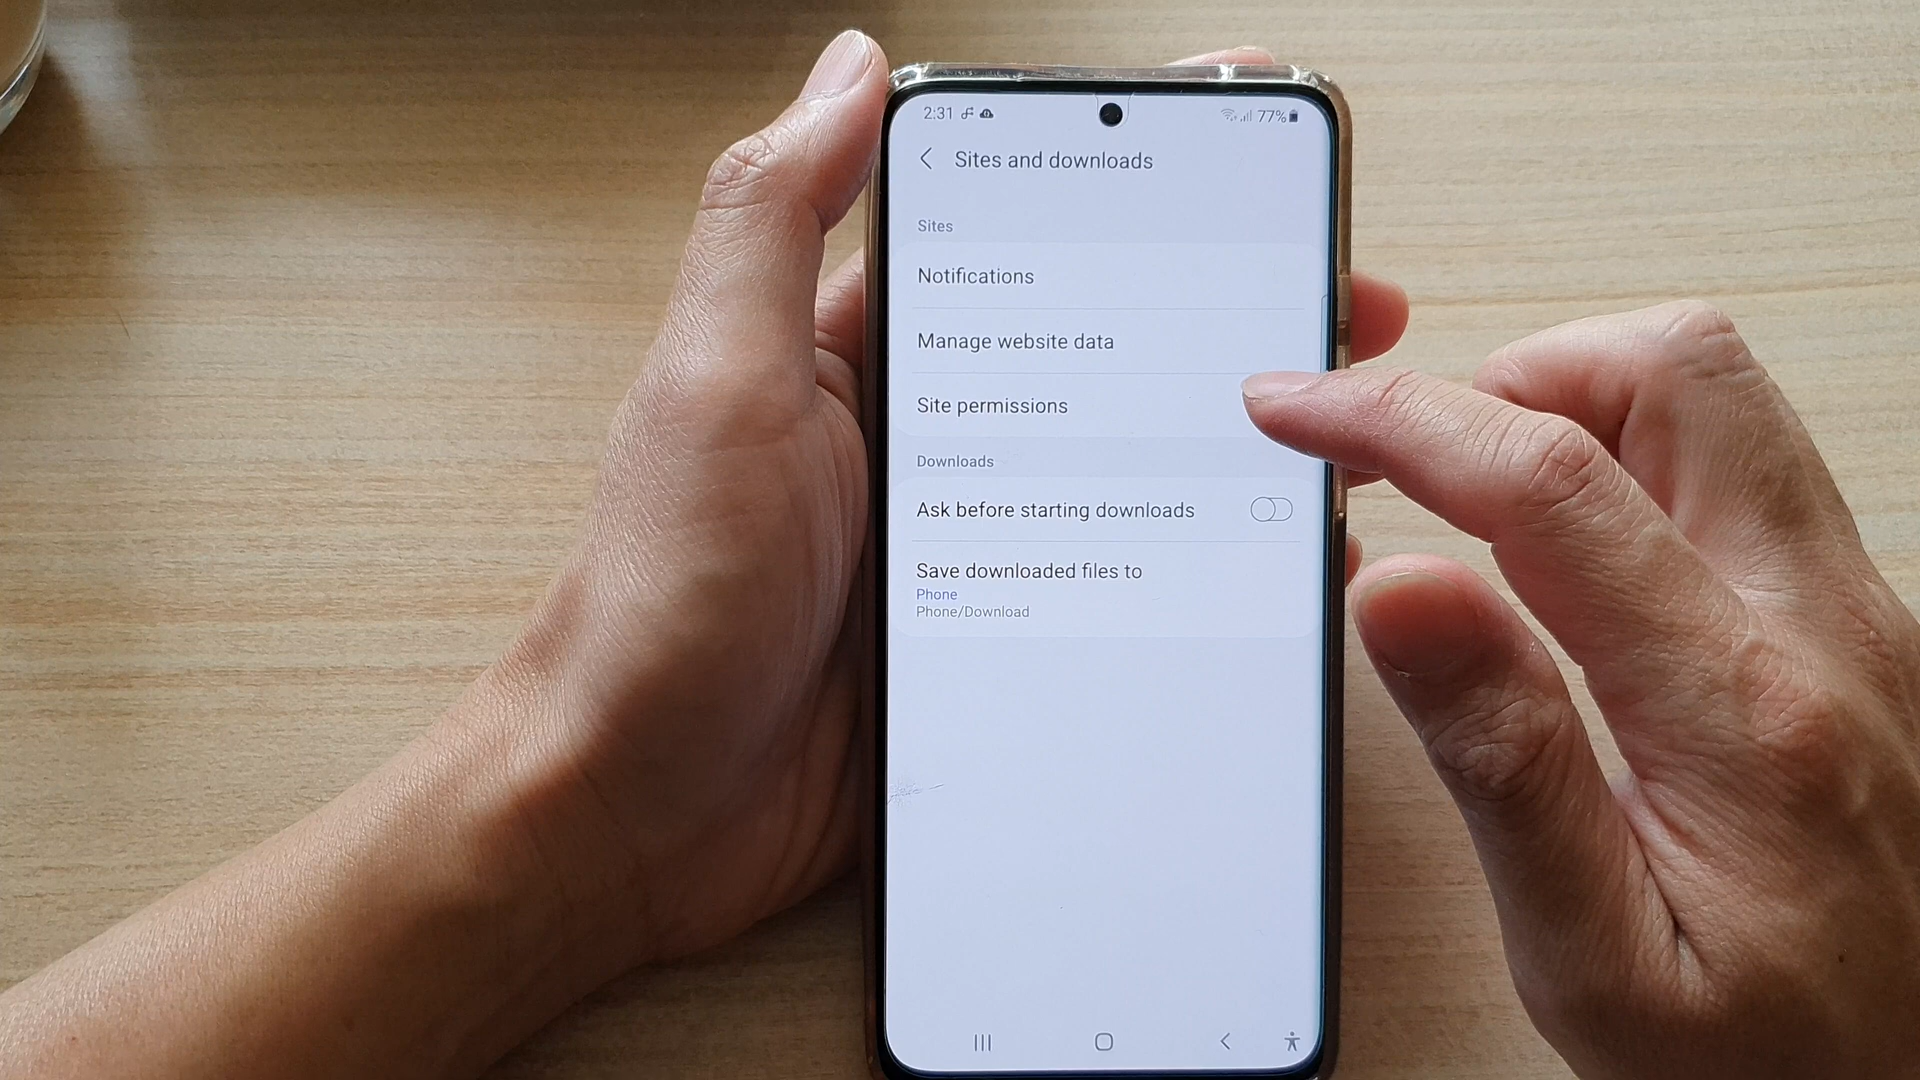 2:31 77%
Sites and downloads
Sites
Notifications
Manage website data
Site permissions
Downloads
Ask before starting downloads
Save downloaded files to
Phone
Phone/Download